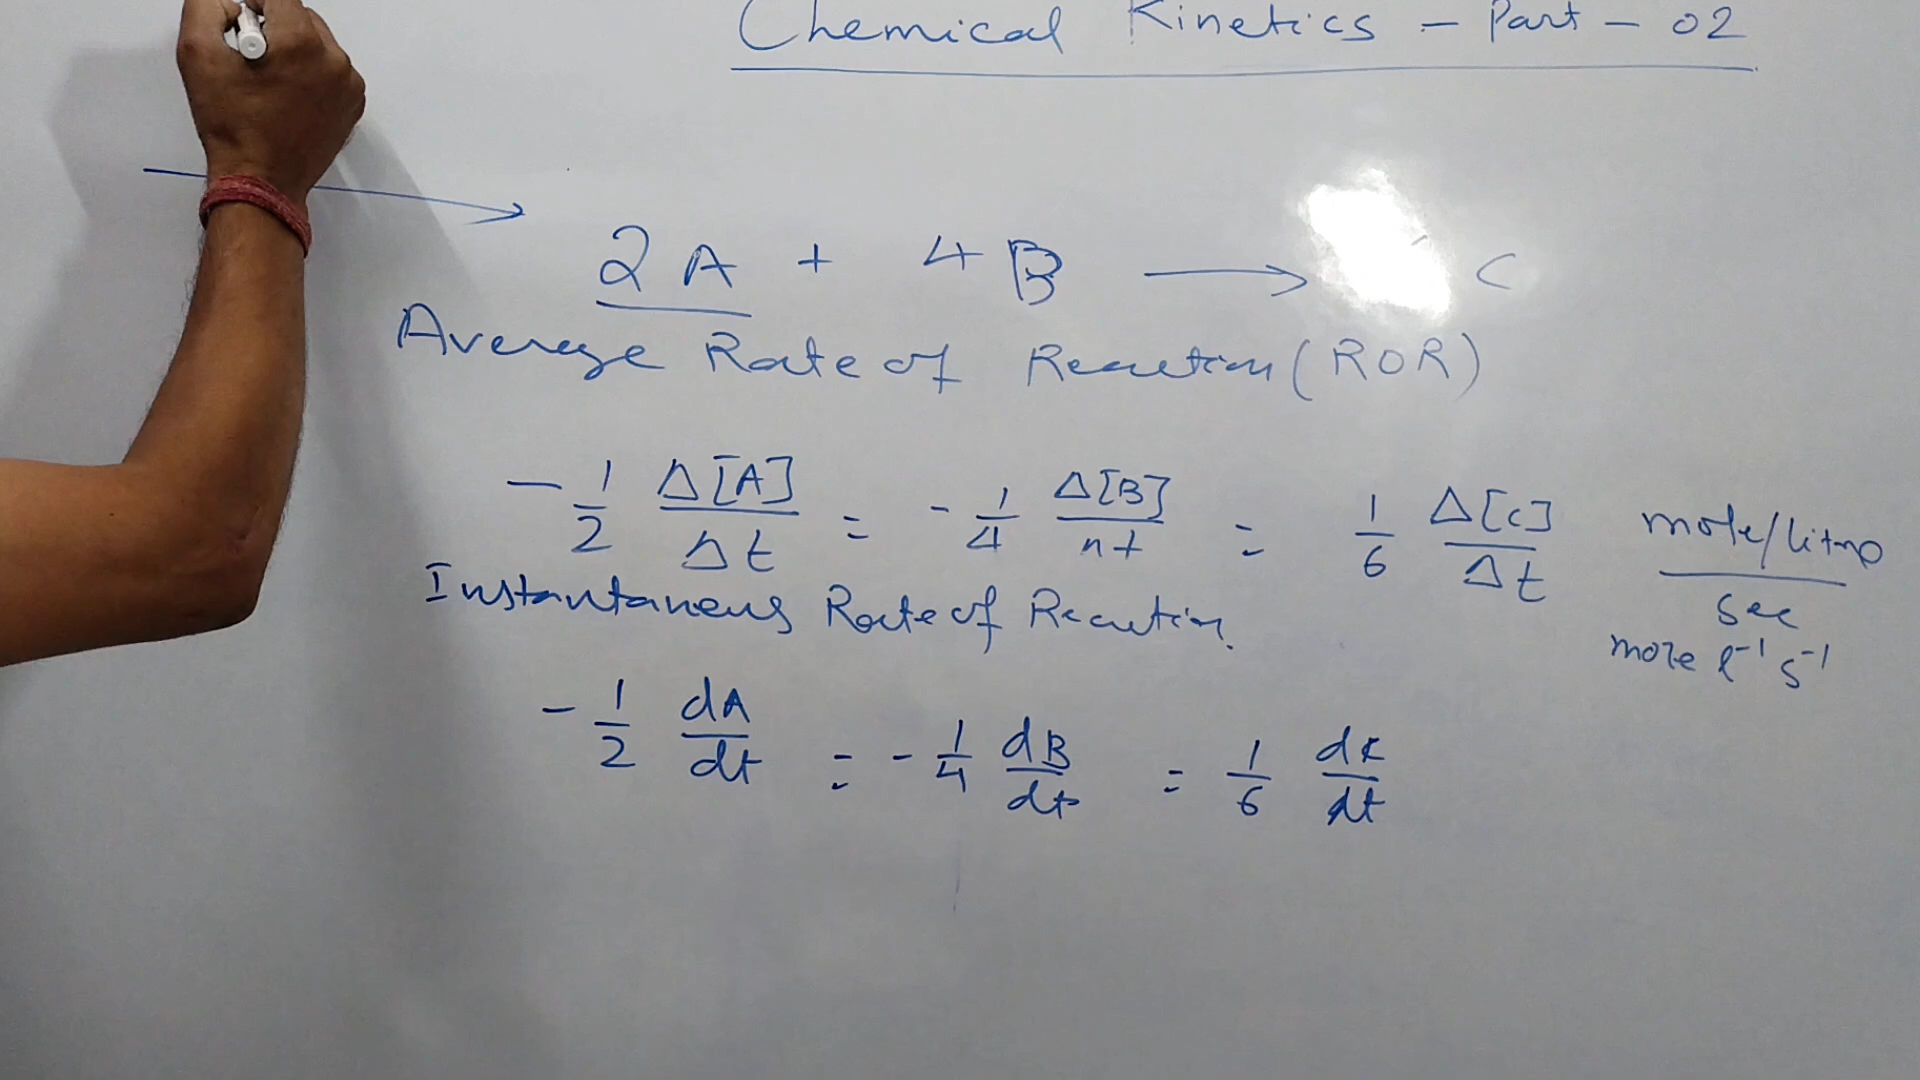 Chemical Kinetics - Part - 02
2A + 4B → C
Average Rate of Reaction (ROR)
- 1/2 Δ[A]/Δt = - 1/4 Δ[B]/Δt = 1/6 Δ[C]/Δt mole/litre/sec
mole l⁻¹ s⁻¹
Instantaneus Rate of Reaction.
- 1/2 dA/dt = - 1/4 dB/dt = 1/6 dC/dt